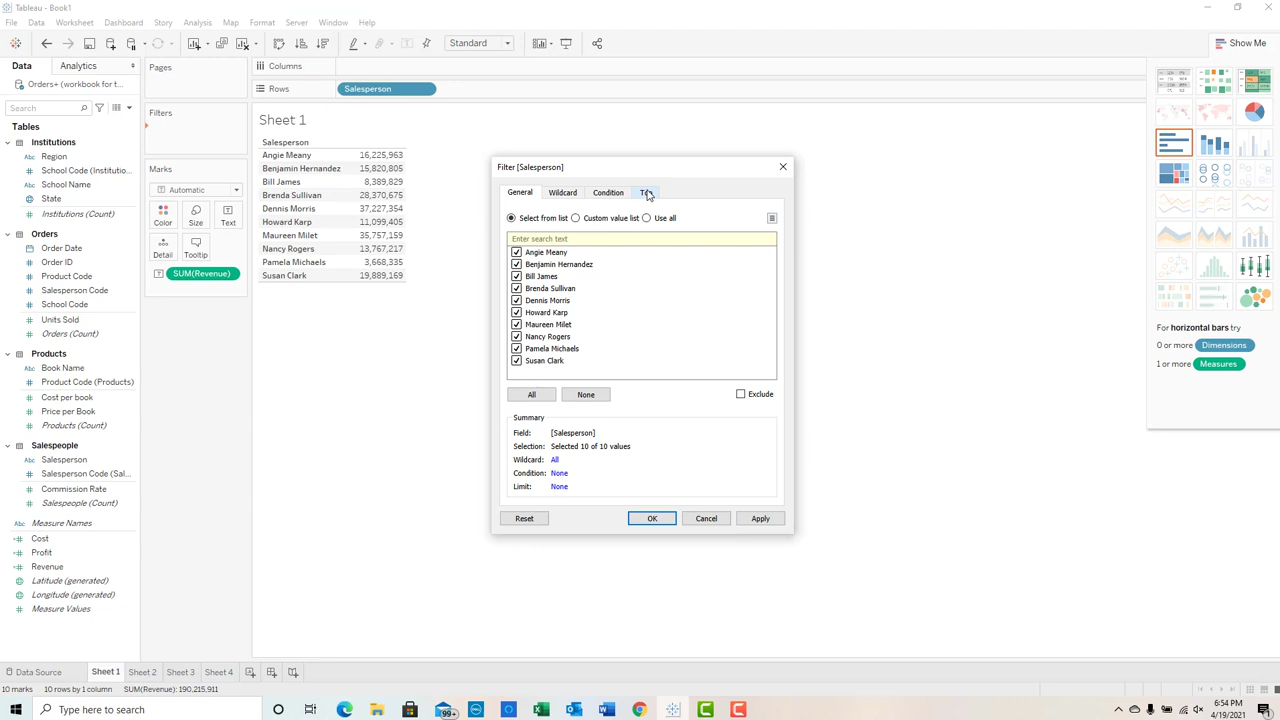 Tableau - Book1
File Data Worksheet Dashboard Story Analysis Map Format Server Window Help
Standard
Show Me
Data Analytics
Pages
Columns
Rows Salesperson
Orders+ (workbook for t...
Search
Filters
Tables
Institutions
Region
School Code (Institutio...
School Name
State
Institutions (Count)
Orders
Order Date
Order ID
Product Code
Salesperson Code
School Code
Units Sold
Orders (Count)
Products
Book Name
Product Code (Products)
Cost per book
Price per Book
Products (Count)
Salespeople
Salesperson
Salesperson Code (Sal...
Commission Rate
Salespeople (Count)
Measure Names
Cost
Profit
Revenue
Latitude (generated)
Longitude (generated)
Measure Values
Marks
Automatic
Color Size Text
Detail Tooltip
SUM(Revenue)
Sheet 1
Salesperson
Angie Meany 16,225,963
Benjamin Hernandez 15,820,805
Bill James 8,389,829
Brenda Sullivan 28,370,675
Dennis Morris 37,227,354
Howard Karp 11,099,405
Maureen Milet 35,757,159
Nancy Rogers 13,767,217
Pamela Michaels 3,668,335
Susan Clark 19,889,169
Filter [Salesperson]
General Wildcard Condition
Select from list Custom value list Use all
Enter search text
Angie Meany
Benjamin Hernandez
Bill James
Brenda Sullivan
Dennis Morris
Howard Karp
Maureen Milet
Nancy Rogers
Pamela Michaels
Susan Clark
All None Exclude
Summary
Field: [Salesperson]
Selection: Selected 10 of 10 values
Wildcard: All
Condition: None
Limit: None
Reset OK Cancel Apply
For horizontal bars try
0 or more Dimensions
1 or more Measures
Data Source Sheet 1 Sheet 2 Sheet 3 Sheet 4
10 marks 10 rows by 1 column SUM(Revenue): 190,215,911
Type here to search
99+
6:54 PM
4/19/2021